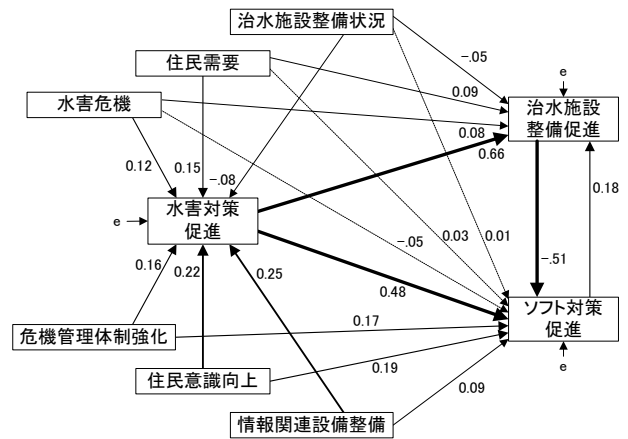 治水施設整備状況
-.05
住民需要
e
水害危機
0.09
治水施設
整備促進
0.08
0.66
0.12
0.15
-.08
0.18
水害対策
促進
e
-.05
0.03
0.01
-.51
0.16
0.22
0.25
0.48
ソフト対策
促進
危機管理体制強化
0.17
住民意識向上
0.19
e
0.09
情報関連設備整備